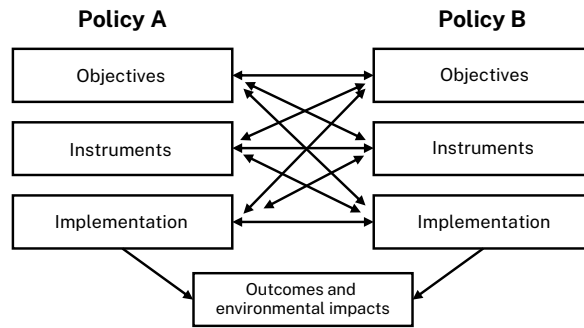 Policy A
Policy B
Objectives
Objectives
Instruments
Instruments
Implementation
Implementation
Outcomes and
environmental impacts